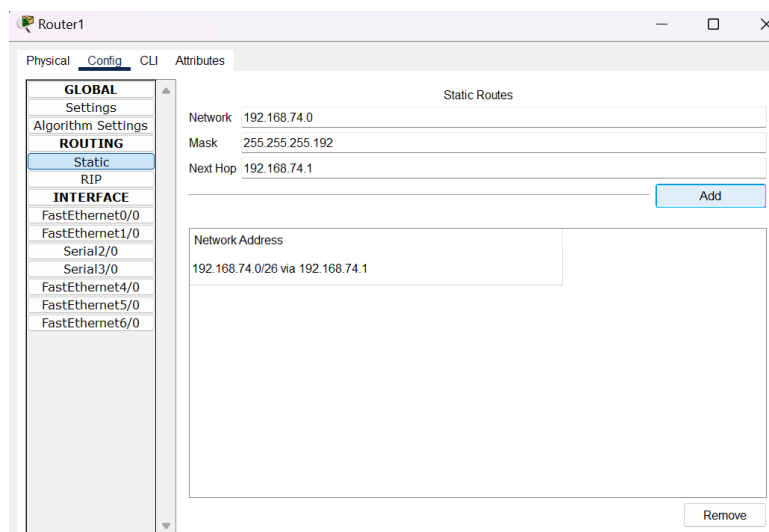 Router1
Physical Config CLI Attributes
GLOBAL
Settings
Algorithm Settings
ROUTING
Static
RIP
INTERFACE
FastEthernet0/0
FastEthernet1/0
Serial2/0
Serial3/0
FastEthernet4/0
FastEthernet5/0
FastEthernet6/0
Static Routes
Network 192.168.74.0
Mask 255.255.255.192
Next Hop 192.168.74.1
Add
Network Address
192.168.74.0/26 via 192.168.74.1
Remove